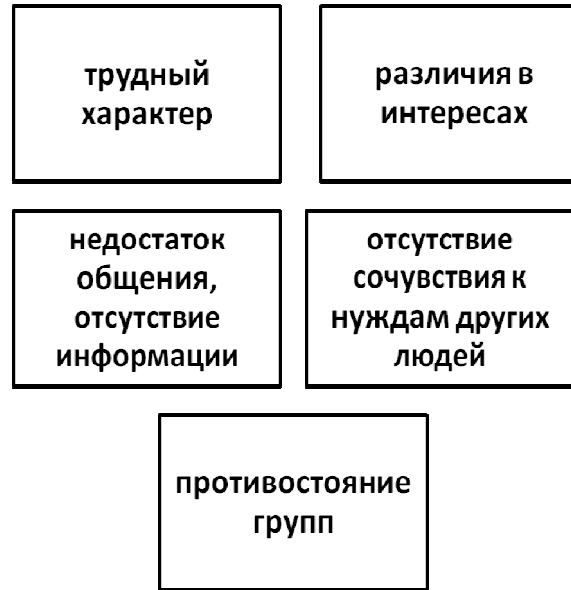 трудный
характер
различия в
интересах
недостаток
общения,
отсутствие
информации
отсутствие
сочувствия к
нуждам других
людей
противостояние
групп